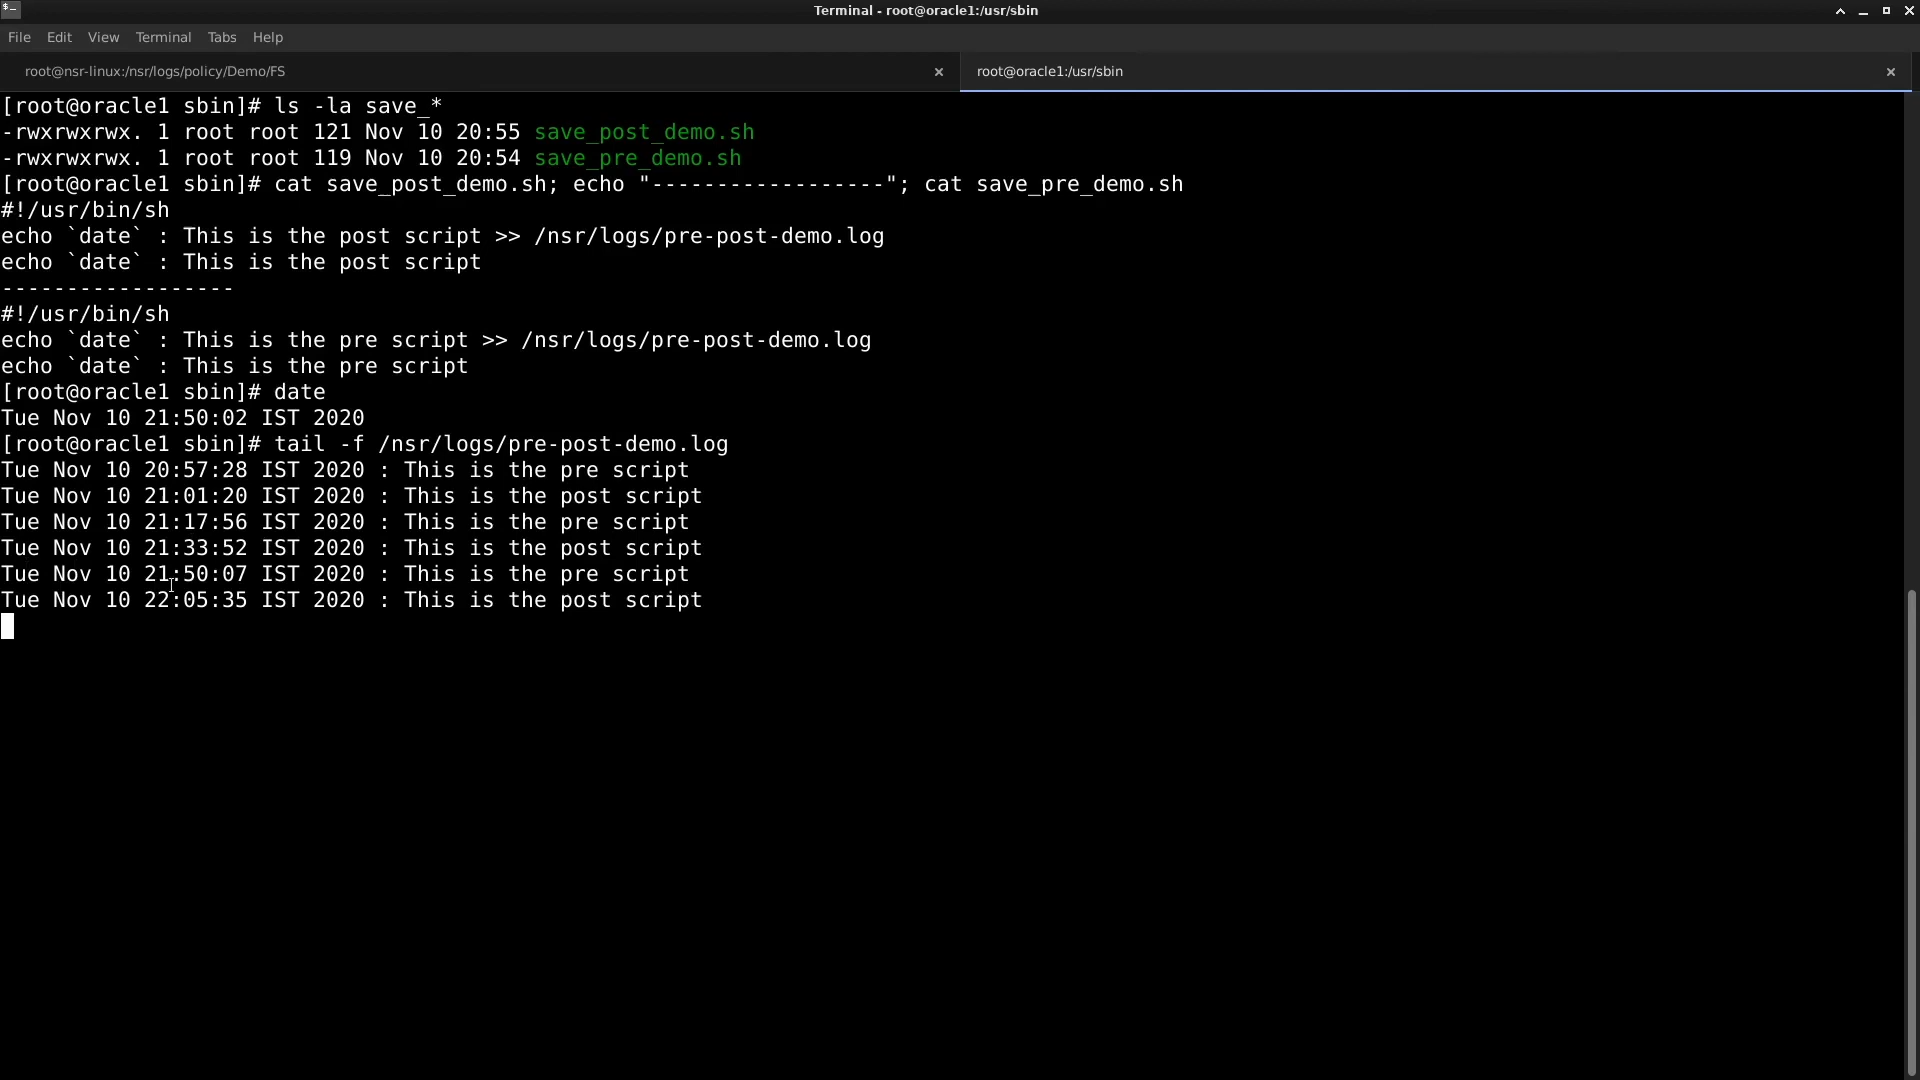 Terminal - root@oracle1:/usr/sbin
File Edit View Terminal Tabs Help
root@nsr-linux:/nsr/logs/policy/Demo/FS
root@oracle1:/usr/sbin
[root@oracle1 sbin]# ls -la save_*
-rwxrwxrwx. 1 root root 121 Nov 10 20:55 save_post_demo.sh
-rwxrwxrwx. 1 root root 119 Nov 10 20:54 save_pre_demo.sh
[root@oracle1 sbin]# cat save_post_demo.sh; echo "------------------"; cat save_pre_demo.sh
#!/usr/bin/sh
echo `date` : This is the post script >> /nsr/logs/pre-post-demo.log
echo `date` : This is the post script
------------------
#!/usr/bin/sh
echo `date` : This is the pre script >> /nsr/logs/pre-post-demo.log
echo `date` : This is the pre script
[root@oracle1 sbin]# date
Tue Nov 10 21:50:02 IST 2020
[root@oracle1 sbin]# tail -f /nsr/logs/pre-post-demo.log
Tue Nov 10 20:57:28 IST 2020 : This is the pre script
Tue Nov 10 21:01:20 IST 2020 : This is the post script
Tue Nov 10 21:17:56 IST 2020 : This is the pre script
Tue Nov 10 21:33:52 IST 2020 : This is the post script
Tue Nov 10 21:50:07 IST 2020 : This is the pre script
Tue Nov 10 22:05:35 IST 2020 : This is the post script